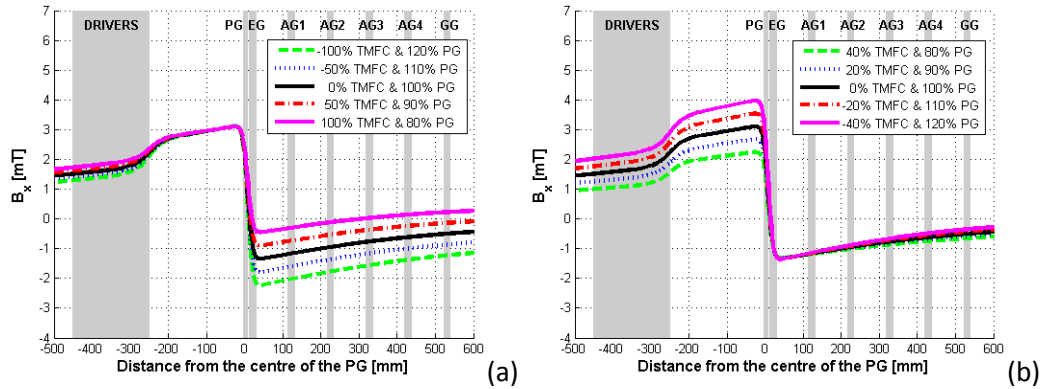 DRIVERS PG EG AG1 AG2 AG3 AG4 GG
-100% TMFC & 120% PG
-50% TMFC & 110% PG
0% TMFC & 100% PG
50% TMFC & 90% PG
100% TMFC & 80% PG
7
6
5
4
3
2
1
0
-1
-2
-3
-4
Bx [mT]
-500 -400 -300 -200 -100 0 100 200 300 400 500 600
Distance from the centre of the PG [mm]
(a)
DRIVERS PG EG AG1 AG2 AG3 AG4 GG
40% TMFC & 80% PG
20% TMFC & 90% PG
0% TMFC & 100% PG
-20% TMFC & 110% PG
-40% TMFC & 120% PG
7
6
5
4
3
2
1
0
-1
-2
-3
-4
Bx [mT]
-500 -400 -300 -200 -100 0 100 200 300 400 500 600
Distance from the centre of the PG [mm]
(b)